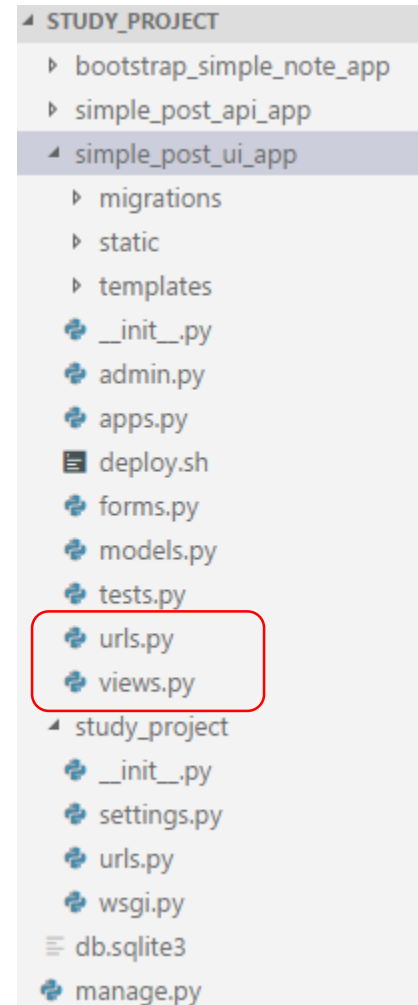 STUDY_PROJECT
bootstrap_simple_note_app
simple_post_api_app
simple_post_ui_app
migrations
static
templates
__init__.py
admin.py
apps.py
deploy.sh
forms.py
models.py
tests.py
urls.py
views.py
study_project
__init__.py
settings.py
urls.py
wsgi.py
db.sqlite3
manage.py